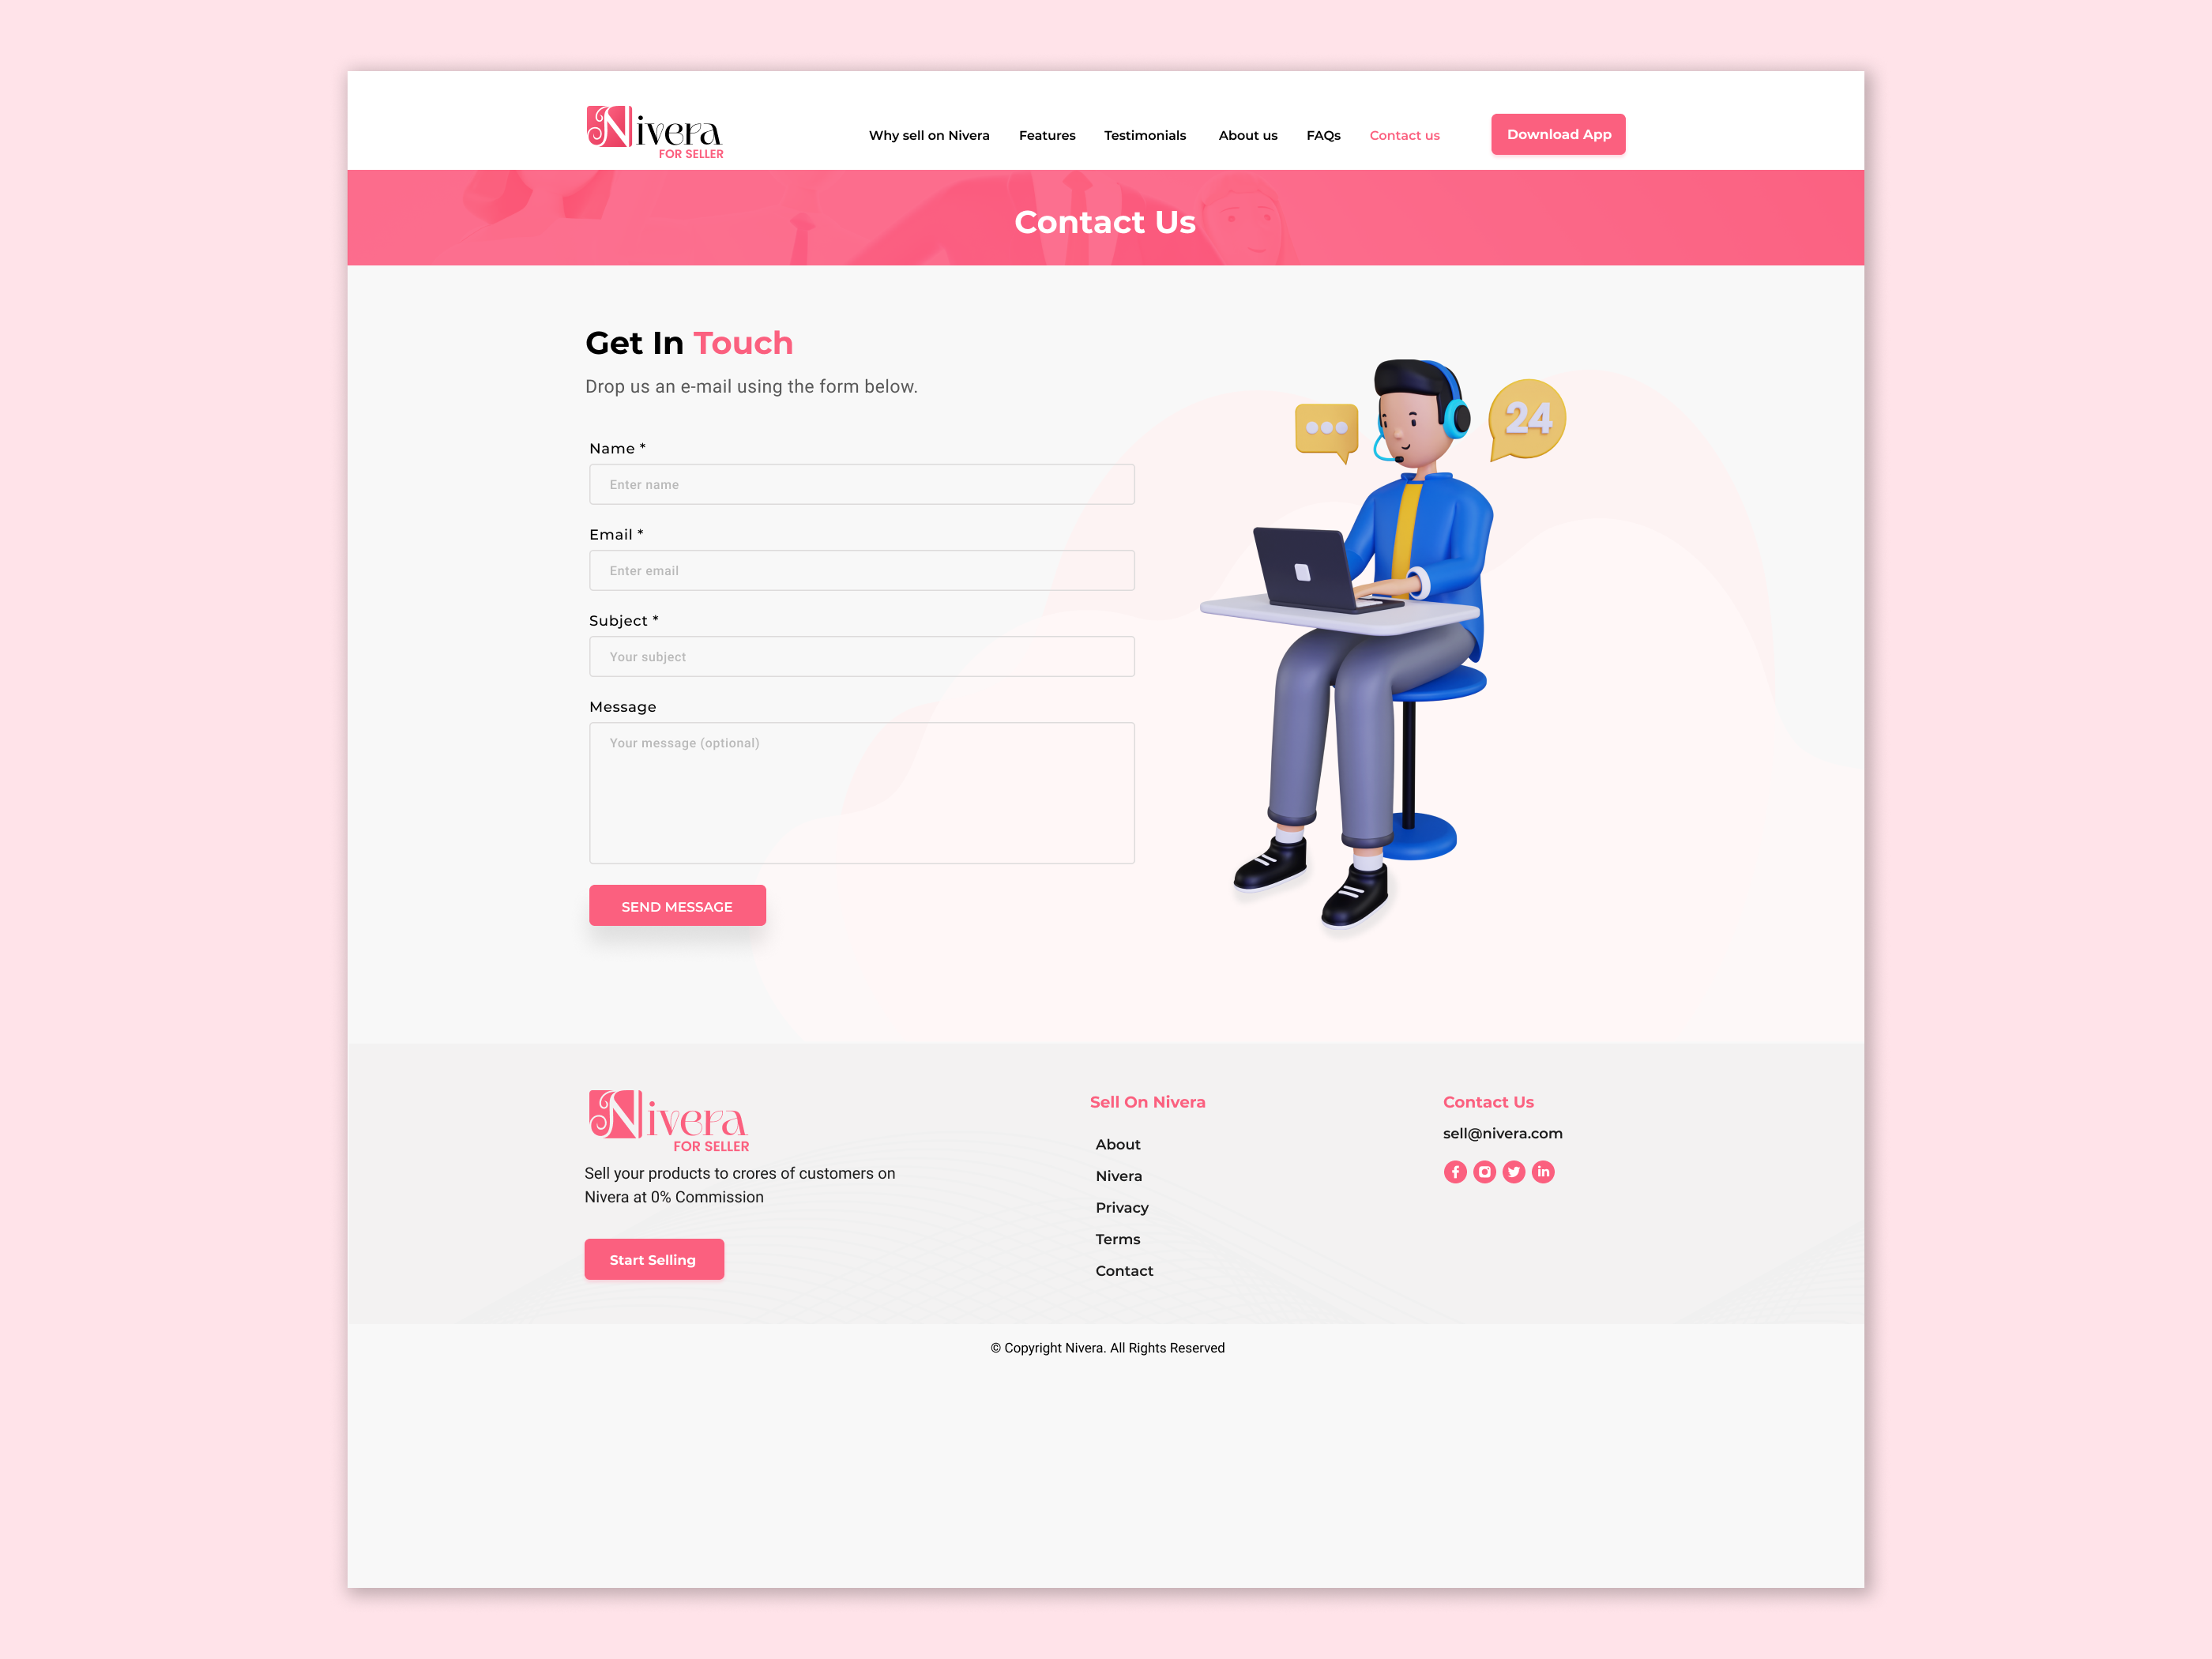 Nivera
FOR SELLER
Why sell on Nivera
Features
Testimonials
About us
FAQs
Contact us
Download App
Contact Us
Get In Touch
Drop us an e-mail using the form below.
Name *
Enter name
Email *
Enter email
Subject *
Your subject
Message
Your message (optional)
SEND MESSAGE
24
Nivera
FOR SELLER
Sell your products to crores of customers on
Nivera at 0% Commission
Start Selling
Sell On Nivera
About
Nivera
Privacy
Terms
Contact
Contact Us
sell@nivera.com
© Copyright Nivera. All Rights Reserved